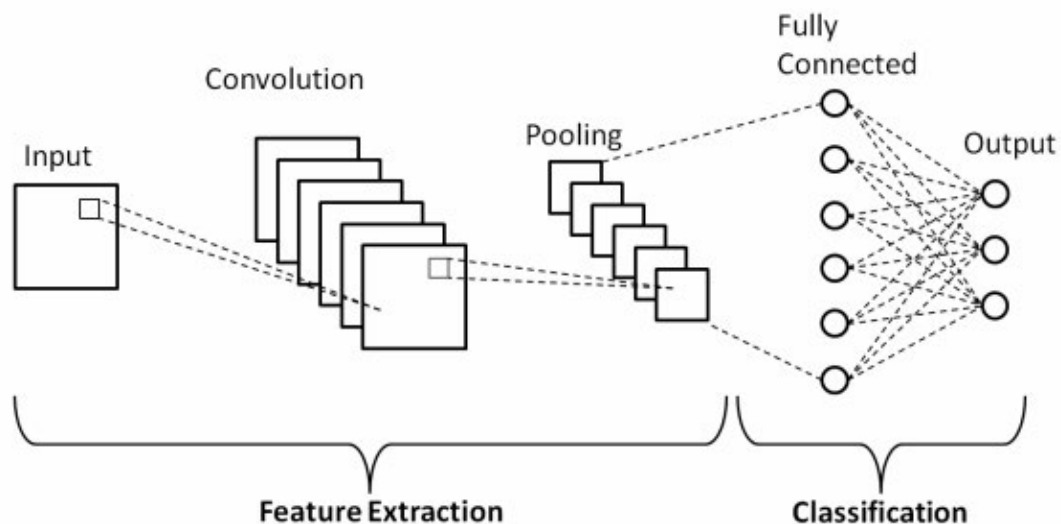 Input
Convolution
Pooling
Fully
Connected
Output
Feature Extraction
Classification